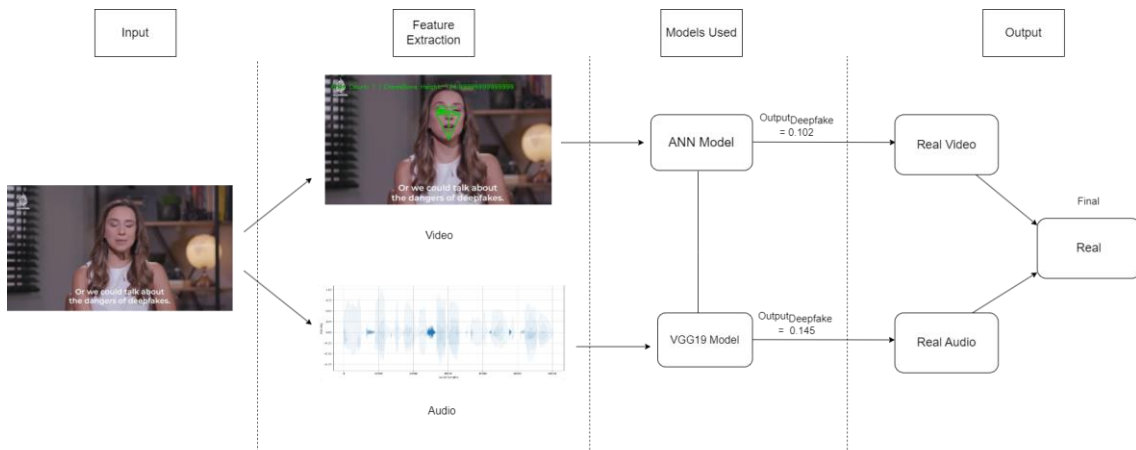 Input
Feature
Extraction
Models Used
Output
Or we could talk about
the dangers of deepfakes.
Or we could talk about
the dangers of deepfakes.
Video
Audio
ANN Model
VGG19 Model
Output Deepfake
= 0.102
Output Deepfake
= 0.145
Real Video
Real Audio
Final
Real